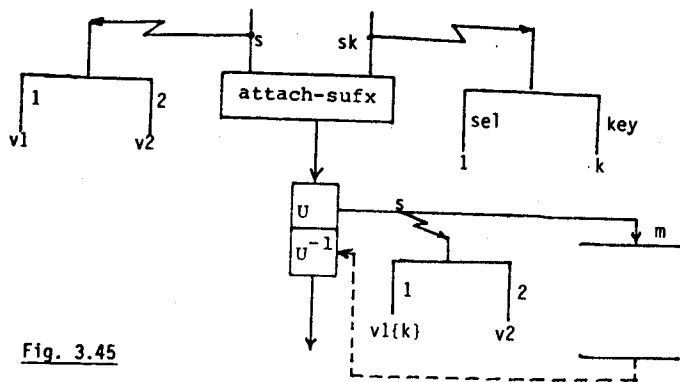 s
sk
attach-sufx
1
2
v1
v2
sel
key
1
k
U
U⁻¹
s
m
1
2
v1{k}
v2
Fig. 3.45